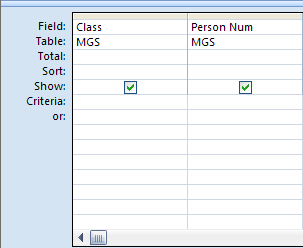 Field: Class Person Num
Table: MGS MGS
Total:
Sort:
Show:
Criteria:
or: